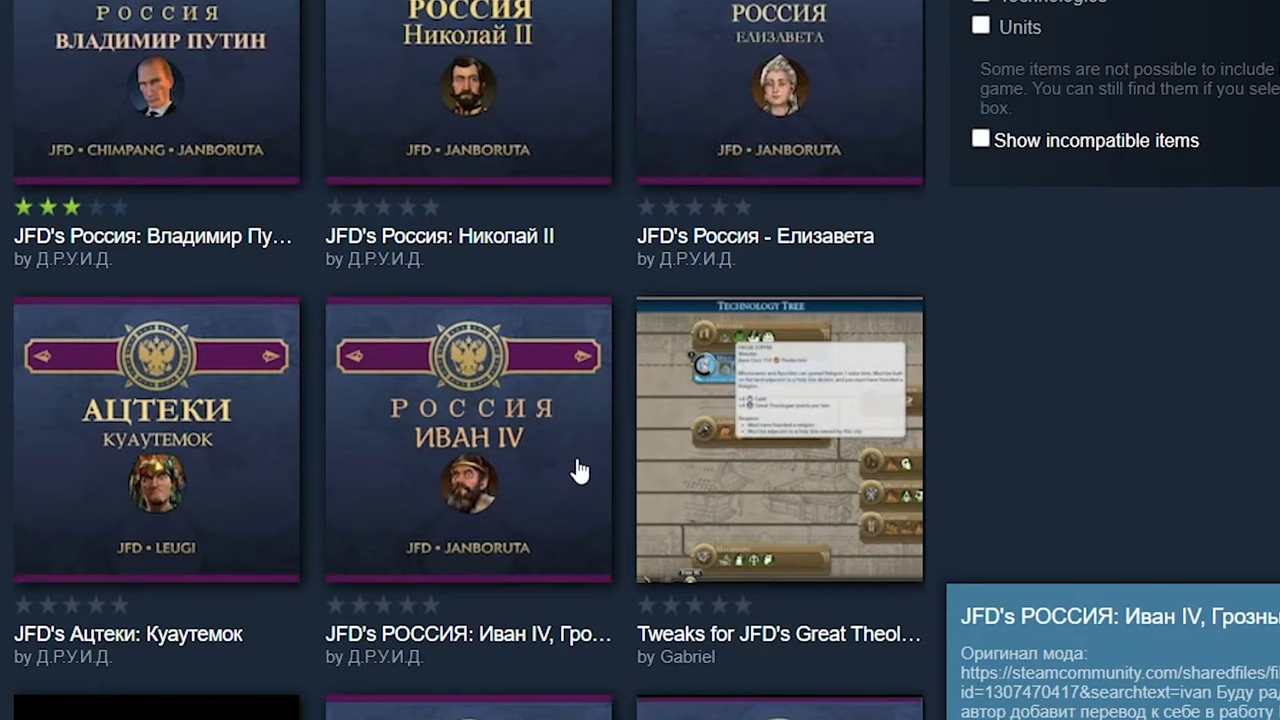 РОССИЯ
ВЛАДИМИР ПУТИН
JFD • CHIMPANG • JANBORUTA
JFD's Россия: Владимир Пу...
by Д.Р.У.И.Д.
РОССИЯ
Николай II
JFD • JANBORUTA
JFD's Россия: Николай II
by Д.Р.У.И.Д.
РОССИЯ
ЕЛИЗАВЕТА
JFD • JANBORUTA
JFD's Россия - Елизавета
by Д.Р.У.И.Д.
Technologies
Units
Some items are not possible to include
game. You can still find them if you sele
box.
Show incompatible items
АЦТЕКИ
КУАУТЕМОК
JFD • LEUGI
JFD's Ацтеки: Куаутемок
by Д.Р.У.И.Д.
РОССИЯ
ИВАН IV
JFD • JANBORUTA
JFD's РОССИЯ: Иван IV, Гро...
by Д.Р.У.И.Д.
TECHNOLOGY TREE
Tweaks for JFD's Great Theol...
by Gabriel
JFD's РОССИЯ: Иван IV, Грозны
Оригинал мода:
https://steamcommunity.com/sharedfiles/fi
id=1307470417&searchtext=ivan Буду ра
автор добавит перевод к себе в работу